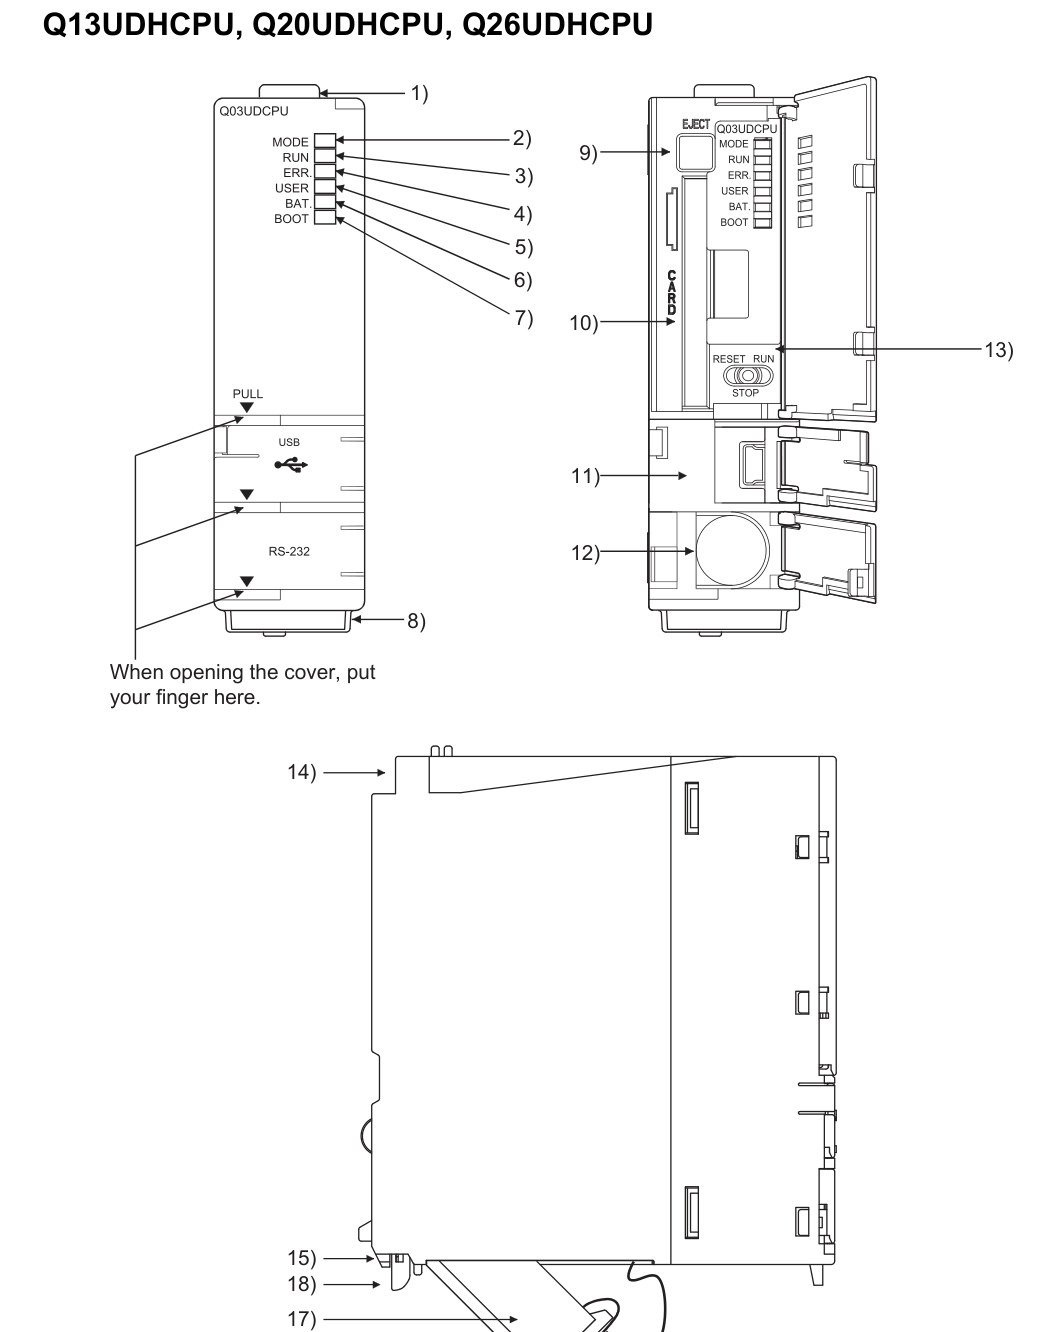 Q13UDHCPU, Q20UDHCPU, Q26UDHCPU
1)
Q03UDCPU
MODE
RUN
ERR.
USER
BAT.
BOOT
2)
3)
4)
5)
6)
7)
PULL
USB
RS-232
8)
When opening the cover, put
your finger here.
EJECT
Q03UDCPU
MODE
RUN
ERR.
USER
BAT.
BOOT
9)
CARD
10)
13)
RESET RUN
STOP
11)
12)
14)
15)
18)
17)